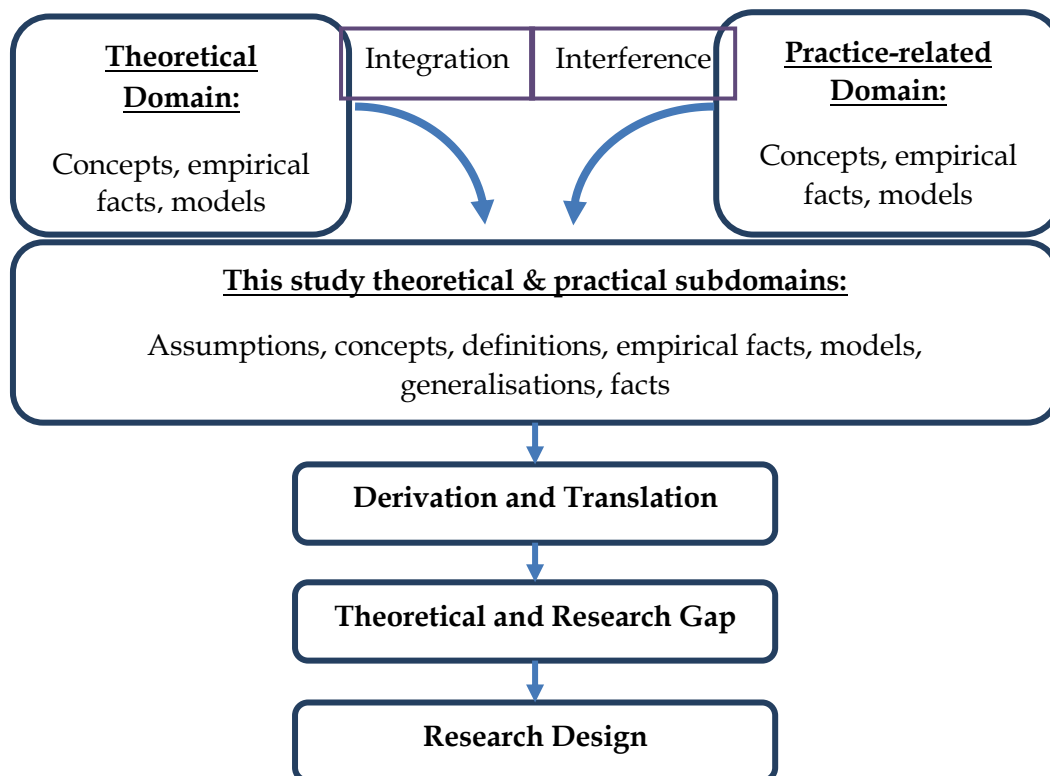 Theoretical
Domain:
Concepts, empirical
facts, models
Integration
Interference
Practice-related
Domain:
Concepts, empirical
facts, models
This study theoretical & practical subdomains:
Assumptions, concepts, definitions, empirical facts, models,
generalisations, facts
Derivation and Translation
Theoretical and Research Gap
Research Design